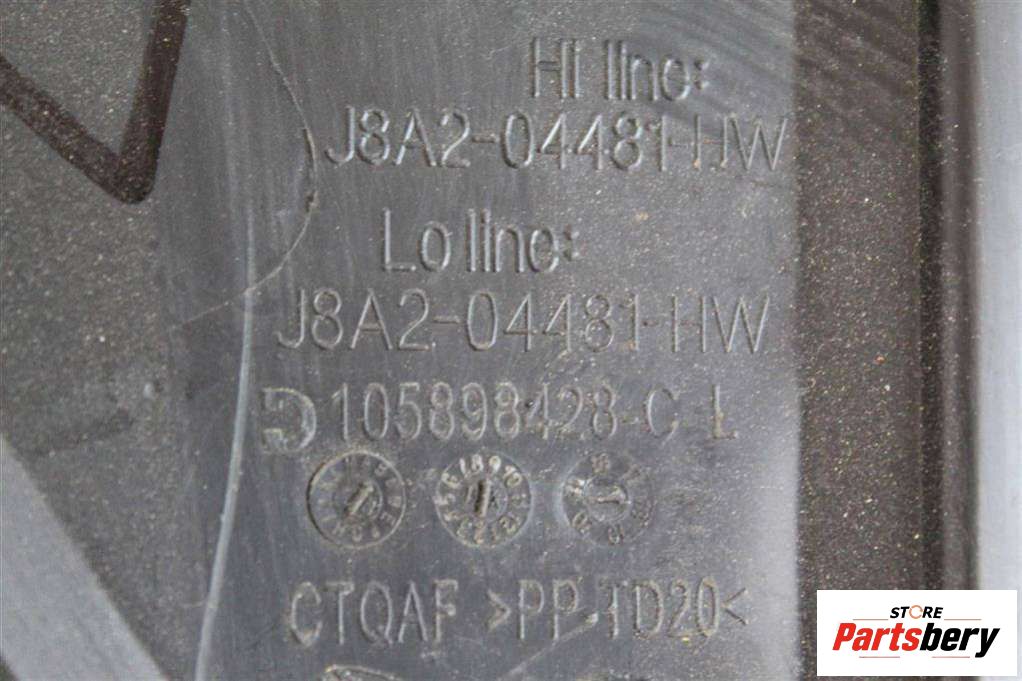 Hi line:
J8A2-04481-HW
Lo line:
J8A2-04481-HW
105898428-C-L
CTQAF >PP-TD20<
STORE
Partsbery